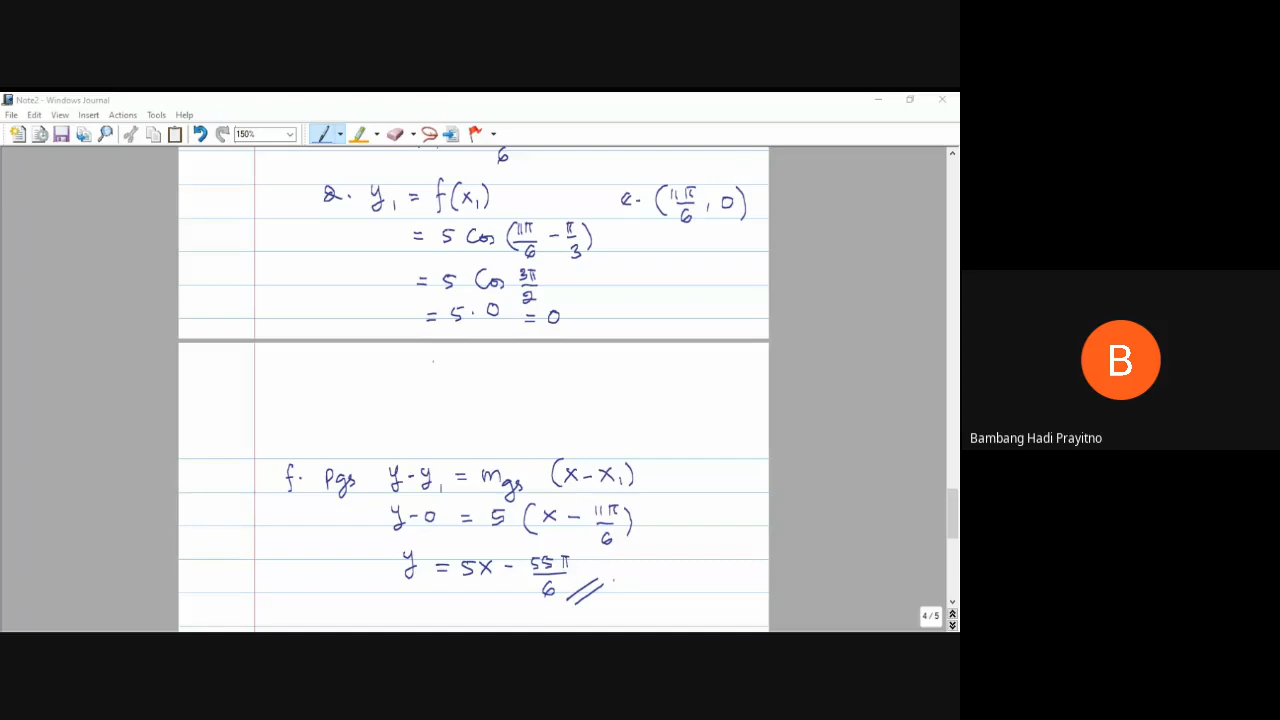 Note2 - Windows Journal
File Edit View Insert Actions Tools Help
150%
6
2. y₁ = f(x₁)
= 5 Cos (11π/6 - π/3)
= 5 Cos 3π/2
= 5 · 0 = 0
(11π/6, 0)
f. pgs y-y₁ = mgs (x-x₁)
y-0 = 5 (x - 11π/6)
y = 5x - 55π/6 //
4 / 5
B
Bambang Hadi Prayitno